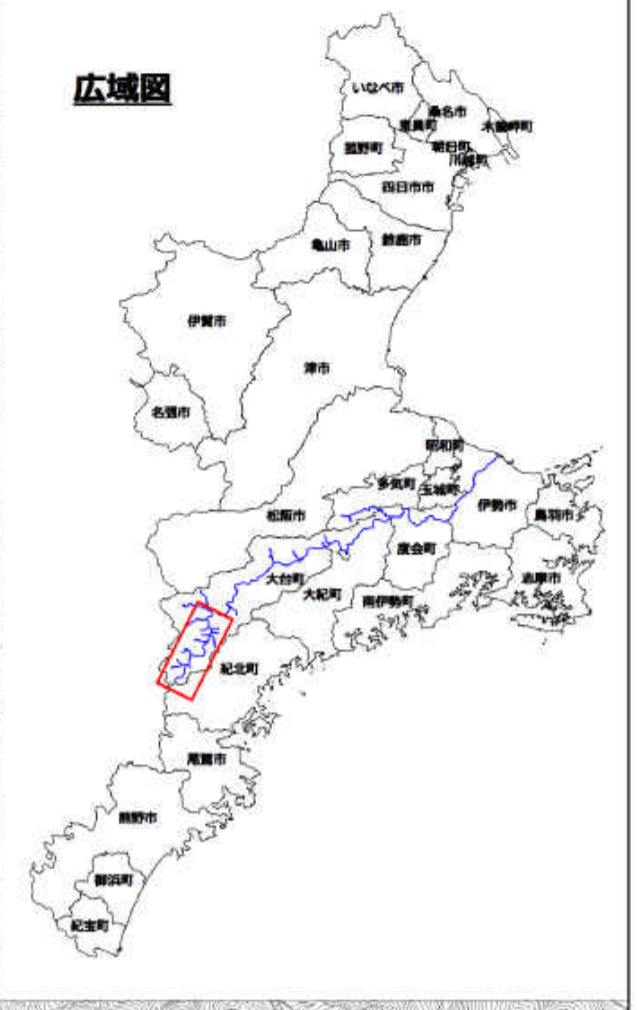 広域図
いなべ市
桑名市
東員町
木曽岬町
朝日町
川越町
菰野町
四日市市
鈴鹿市
亀山市
伊賀市
津市
名張市
明和町
多気町
玉城町
伊勢市
鳥羽市
松阪市
度会町
大台町
志摩市
大紀町
南伊勢町
紀北町
尾鷲市
熊野市
御浜町
紀宝町